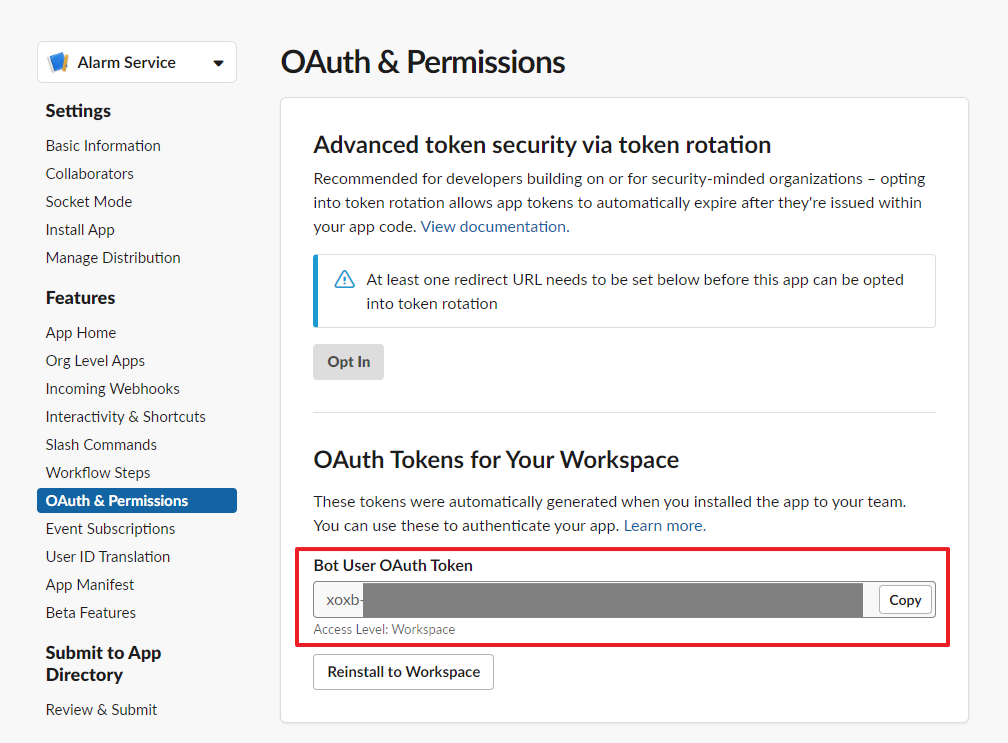 Alarm Service
Settings
Basic Information
Collaborators
Socket Mode
Install App
Manage Distribution
Features
App Home
Org Level Apps
Incoming Webhooks
Interactivity & Shortcuts
Slash Commands
Workflow Steps
OAuth & Permissions
Event Subscriptions
User ID Translation
App Manifest
Beta Features
Submit to App
Directory
Review & Submit
OAuth & Permissions
Advanced token security via token rotation
Recommended for developers building on or for security-minded organizations – opting
into token rotation allows app tokens to automatically expire after they're issued within
your app code. View documentation.
At least one redirect URL needs to be set below before this app can be opted
into token rotation
Opt In
OAuth Tokens for Your Workspace
These tokens were automatically generated when you installed the app to your team.
You can use these to authenticate your app. Learn more.
Bot User OAuth Token
xoxb-
Copy
Access Level: Workspace
Reinstall to Workspace